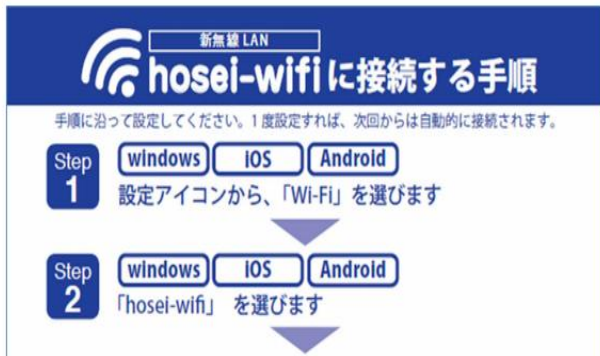 新無線 LAN
hosei-wifiに接続する手順
手順に沿って設定してください。1度設定すれば、次回からは自動的に接続されます。
Step 1
windows iOS Android
設定アイコンから、「Wi-Fi」を選びます
Step 2
windows iOS Android
「hosei-wifi」 を選びます